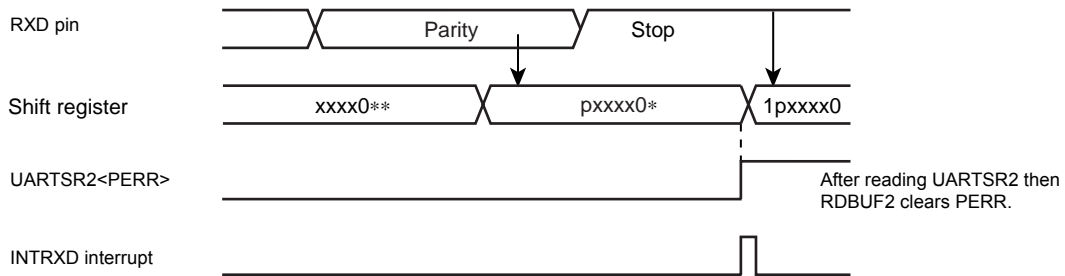 RXD pin
Parity
Stop
Shift register
xxxx0**
pxxxx0*
1pxxxx0
UARTSR2<PERR>
After reading UARTSR2 then
RDBUF2 clears PERR.
INTRXD interrupt